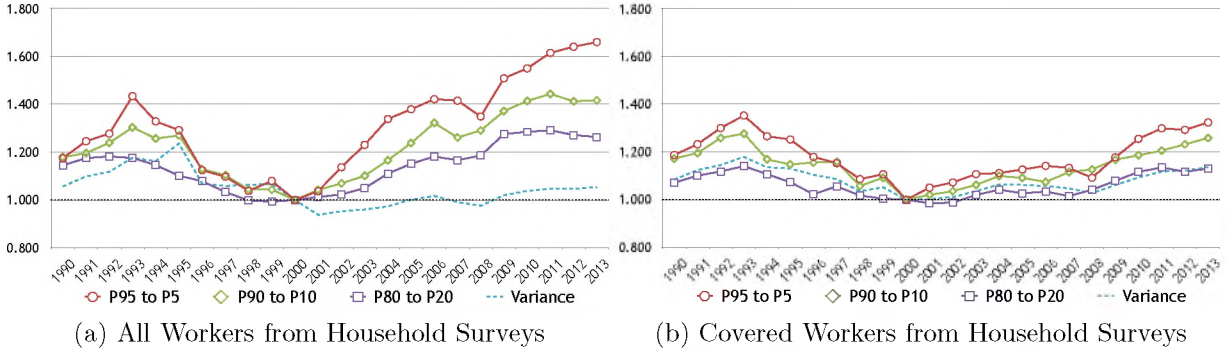 1.800
1.600
1.400
1.200
1.000
0.800
1990 1991 1992 1993 1994 1995 1996 1997 1998 1999 2000 2001 2002 2003 2004 2005 2006 2007 2008 2009 2010 2011 2012 2013
P95 to P5 P90 to P10 P80 to P20 Variance
(a) All Workers from Household Surveys
1.800
1.600
1.400
1.200
1.000
0.800
1990 1991 1992 1993 1994 1995 1996 1997 1998 1999 2000 2001 2002 2003 2004 2005 2006 2007 2008 2009 2010 2011 2012 2013
P95 to P5 P90 to P10 P80 to P20 Variance
(b) Covered Workers from Household Surveys